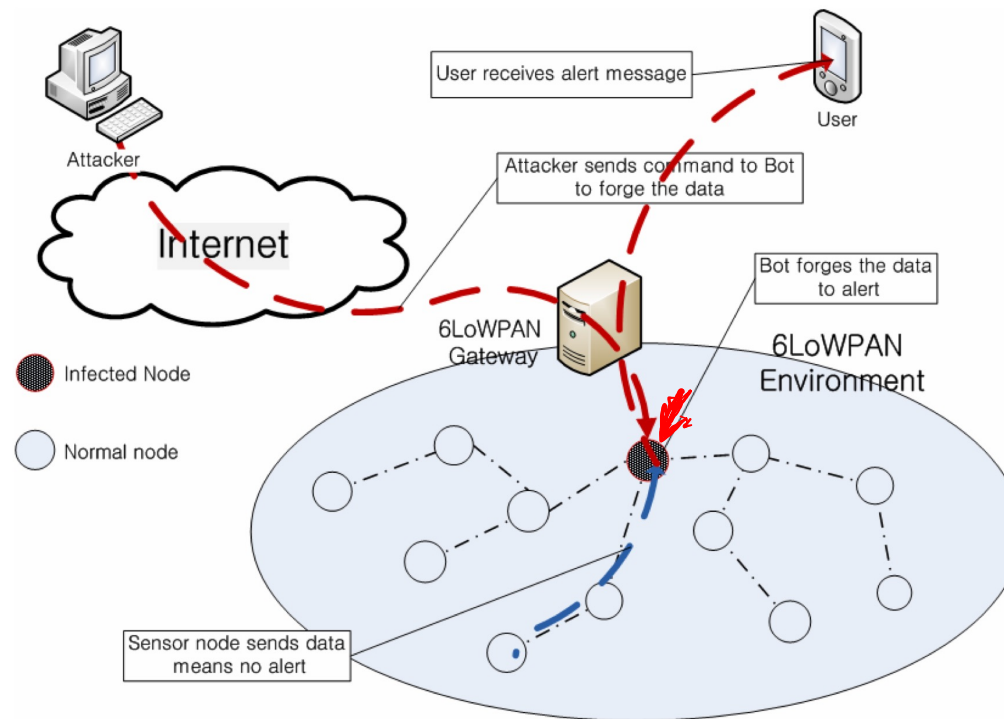 User receives alert message
User
Attacker
Attacker sends command to Bot
to forge the data
Internet
Bot forges the data
to alert
6LoWPAN
Gateway
6LoWPAN
Environment
Infected Node
Normal node
Sensor node sends data
means no alert